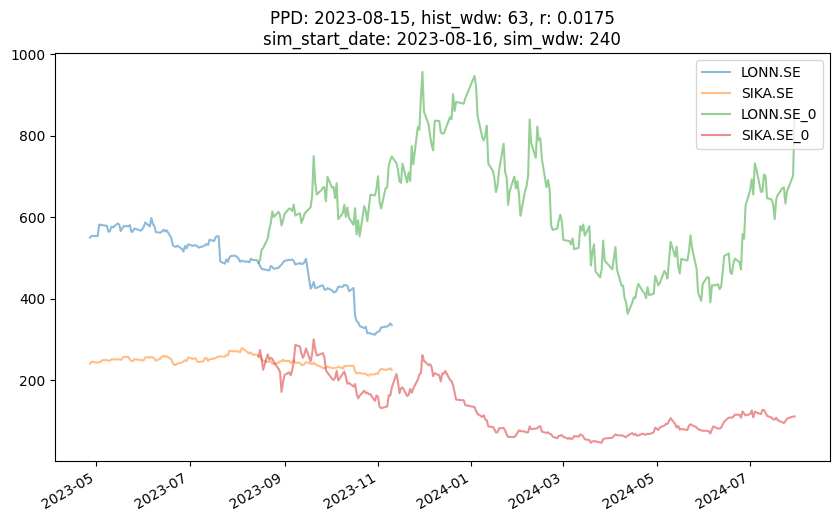 PPD: 2023-08-15, hist_wdw: 63, r: 0.0175
sim_start_date: 2023-08-16, sim_wdw: 240
LONN.SE
SIKA.SE
LONN.SE_0
SIKA.SE_0
1000
800
600
400
200
2023-05
2023-07
2023-09
2023-11
2024-01
2024-03
2024-05
2024-07